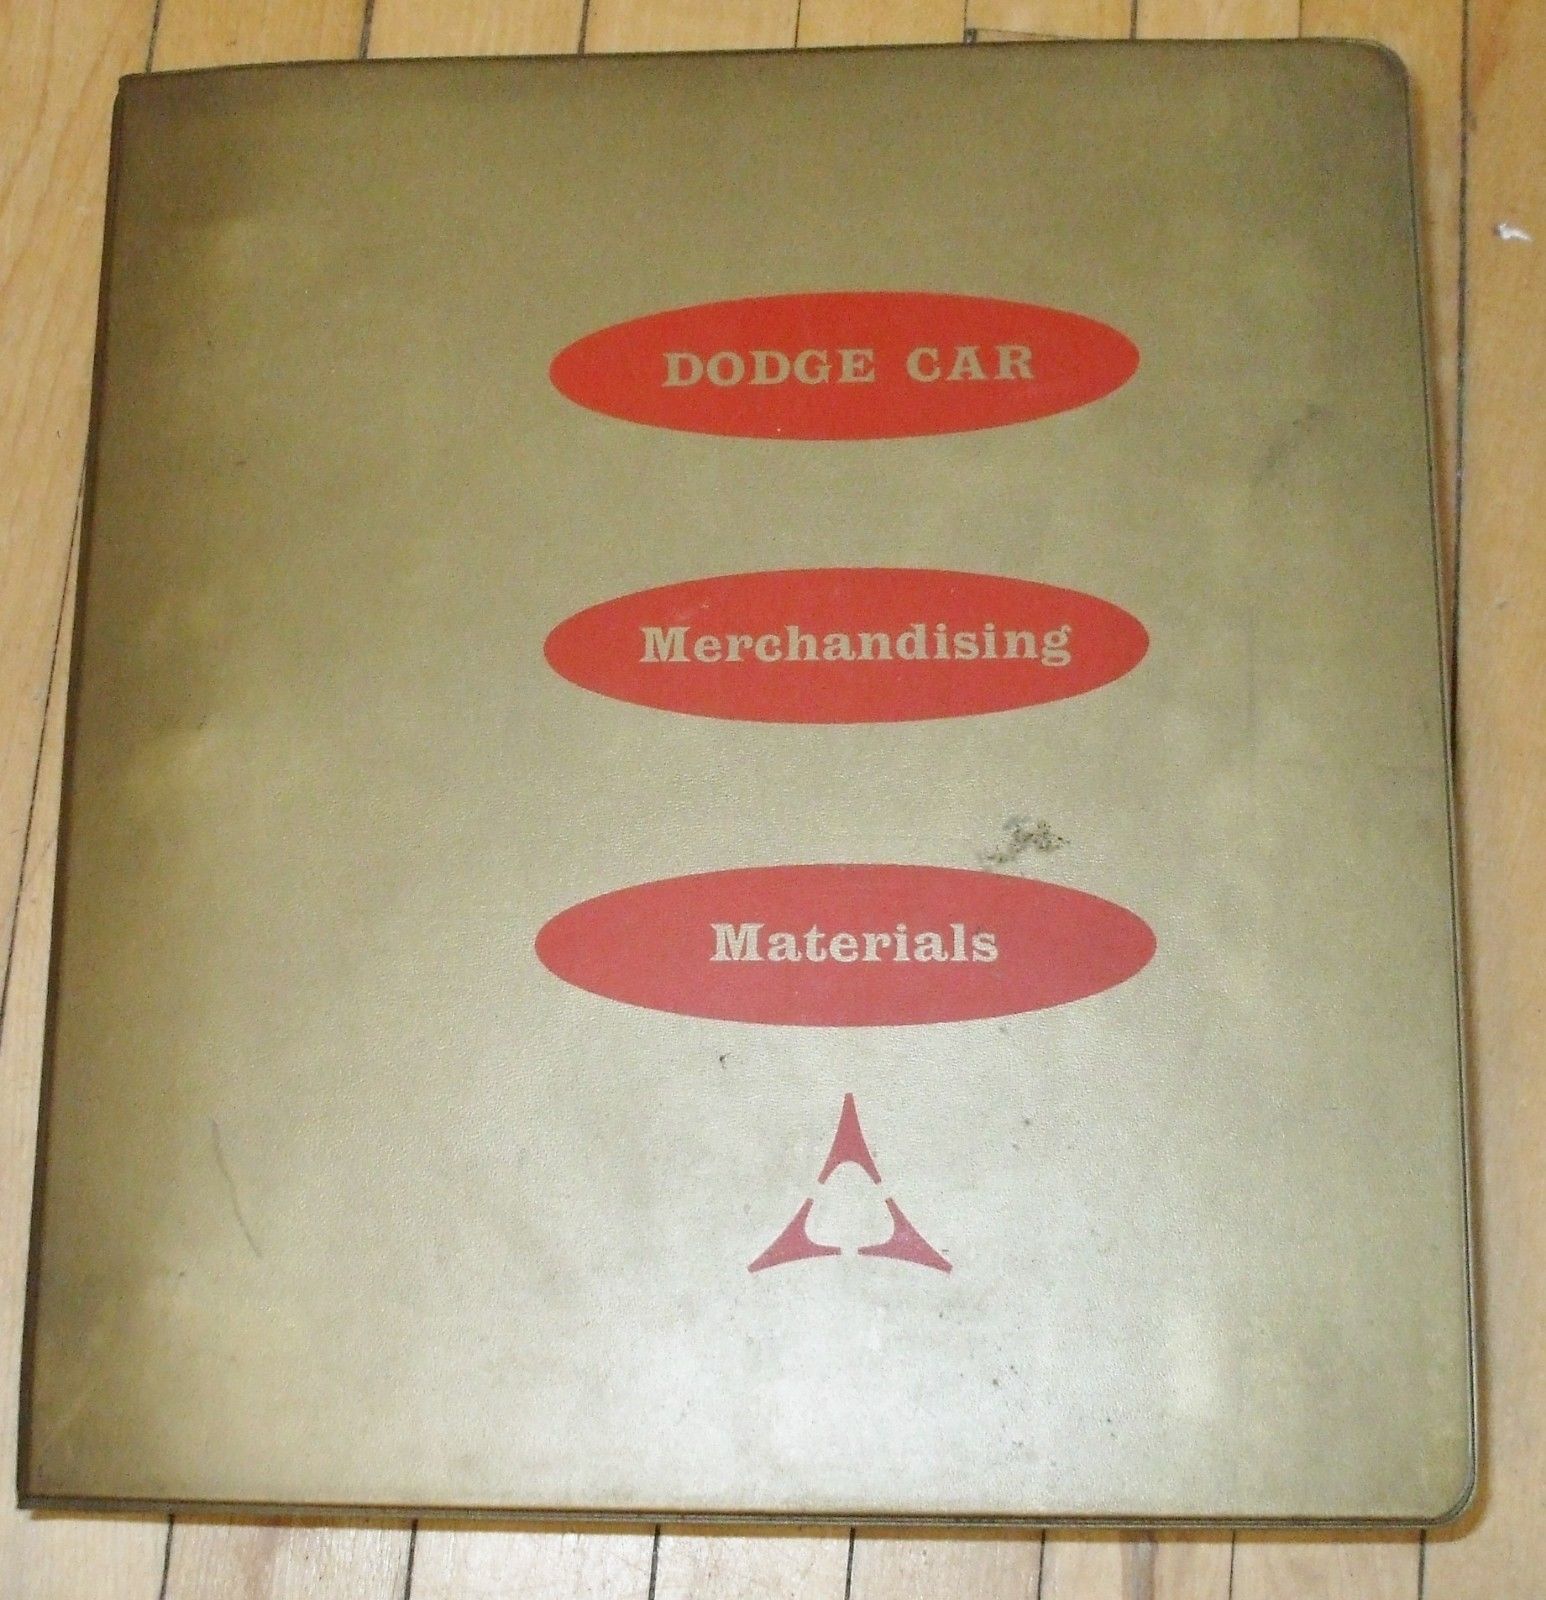 DODGE CAR
Merchandising
Materials